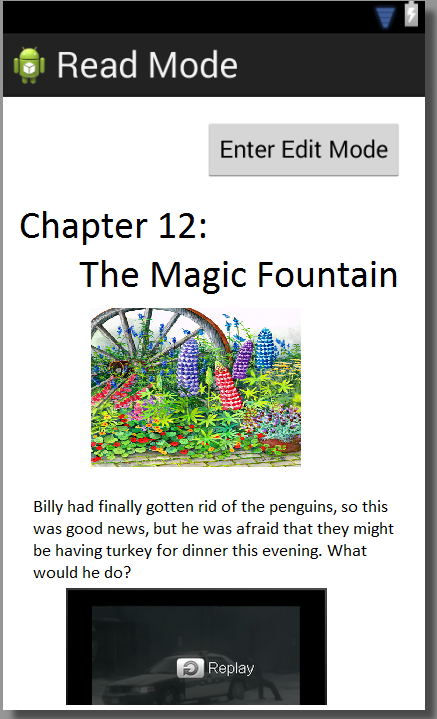 Read Mode
Enter Edit Mode
Chapter 12:
The Magic Fountain
Billy had finally gotten rid of the penguins, so this
was good news, but he was afraid that they might
be having turkey for dinner this evening. What
would he do?
Replay